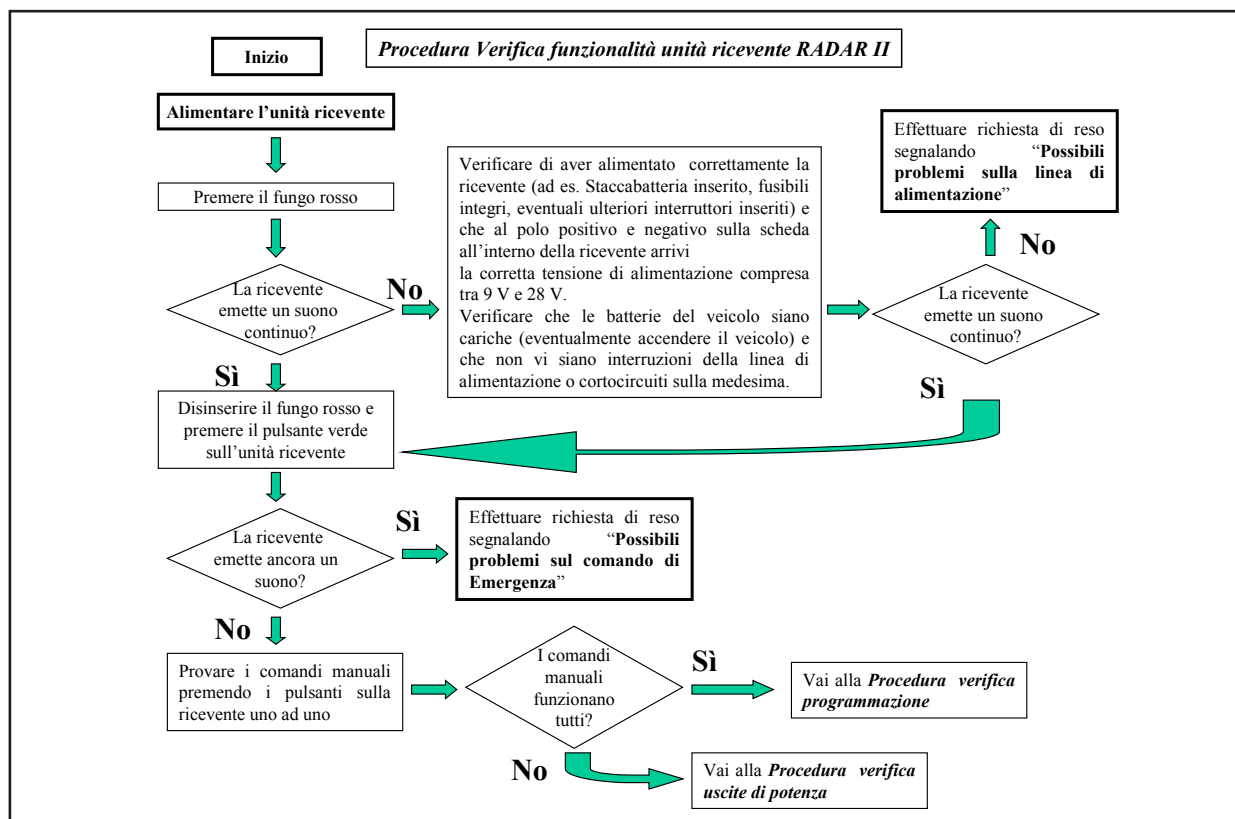 Inizio
Procedura Verifica funzionalità unità ricevente RADAR II
Alimentare l'unità ricevente
Premere il fungo rosso
La ricevente
emette un suono
continuo?
No
Verificare di aver alimentato correttamente la
ricevente (ad es. Staccabatteria inserito, fusibili
integri, eventuali ulteriori interruttori inseriti) e
che al polo positivo e negativo sulla scheda
all'interno della ricevente arrivi
la corretta tensione di alimentazione compresa
tra 9 V e 28 V.
Verificare che le batterie del veicolo siano
cariche (eventualmente accendere il veicolo) e
che non vi siano interruzioni della linea di
alimentazione o cortocircuiti sulla medesima.
La ricevente
emette un suono
continuo?
No
Effettuare richiesta di reso
segnalando "Possibili
problemi sulla linea di
alimentazione"
Sì
Sì
Disinserire il fungo rosso e
premere il pulsante verde
sull'unità ricevente
La ricevente
emette ancora un
suono?
Sì
Effettuare richiesta di reso
segnalando "Possibili
problemi sul comando di
Emergenza"
No
Provare i comandi manuali
premendo i pulsanti sulla
ricevente uno ad uno
I comandi
manuali
funzionano
tutti?
Sì
Vai alla Procedura verifica
programmazione
No
Vai alla Procedura verifica
uscite di potenza